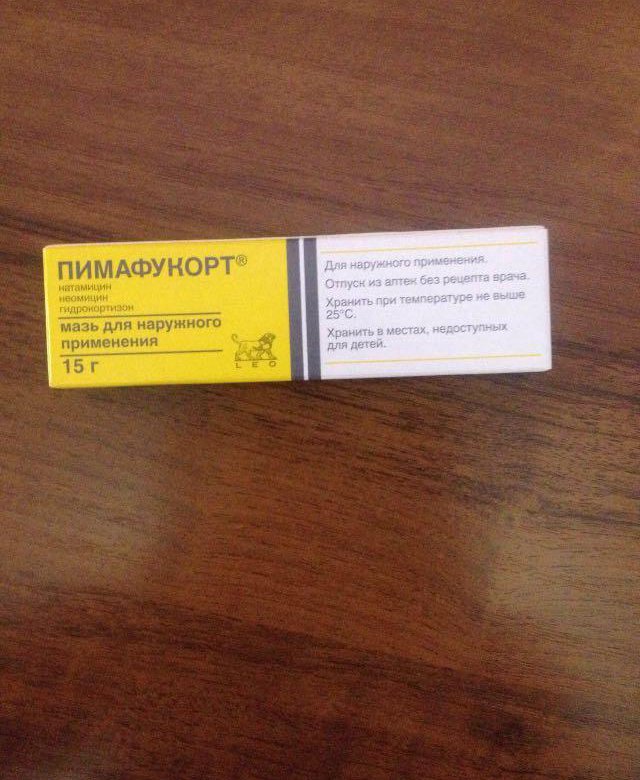 ПИМАФУКОРТ®
натамицин
неомицин
гидрокортизон
мазь для наружного
применения
15 г
LEO
Для наружного применения.
Отпуск из аптек без рецепта врача.
Хранить при температуре не выше
25°С.
Хранить в местах, недоступных
для детей.